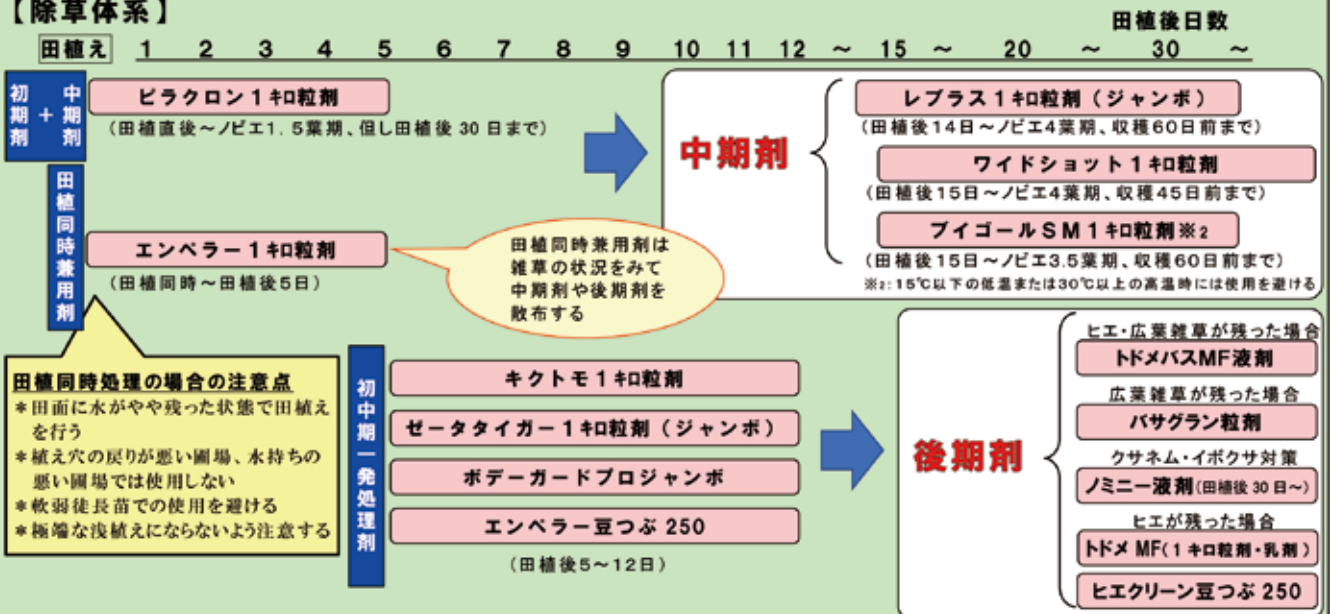 【除草体系】
田植後日数
田植え 1 2 3 4 5 6 7 8 9 10 11 12 ～ 15 ～ 20 ～ 30 ～
初期剤＋中期剤
ピラクロン1キロ粒剤
(田植直後～ノビエ1.5葉期、但し田植後30日まで)
田植同時兼用剤
エンペラー1キロ粒剤
(田植同時～田植後5日)
田植同時兼用剤は
雑草の状況をみて
中期剤や後期剤を
散布する
中期剤
レブラス1キロ粒剤(ジャンボ)
(田植後14日～ノビエ4葉期、収穫60日前まで)
ワイドショット1キロ粒剤
(田植後15日～ノビエ4葉期、収穫45日前まで)
ブイゴールSM1キロ粒剤※2
(田植後15日～ノビエ3.5葉期、収穫60日前まで)
※2:15℃以下の低温または30℃以上の高温時には使用を避ける
田植同時処理の場合の注意点
＊田面に水がやや残った状態で田植え
を行う
＊植え穴の戻りが悪い圃場、水持ちの
悪い圃場では使用しない
＊軟弱徒長苗での使用を避ける
＊極端な浅植えにならないよう注意する
初中期一発処理剤
キクトモ1キロ粒剤
ゼータタイガー1キロ粒剤(ジャンボ)
ボデーガードプロジャンボ
エンペラー豆つぶ250
(田植後5～12日)
後期剤
ヒエ・広葉雑草が残った場合
トドメバスMF液剤
広葉雑草が残った場合
バサグラン粒剤
クサネム・イボクサ対策
ノミニー液剤(田植後30日～)
ヒエが残った場合
トドメMF(1キロ粒剤・乳剤)
ヒエクリーン豆つぶ250